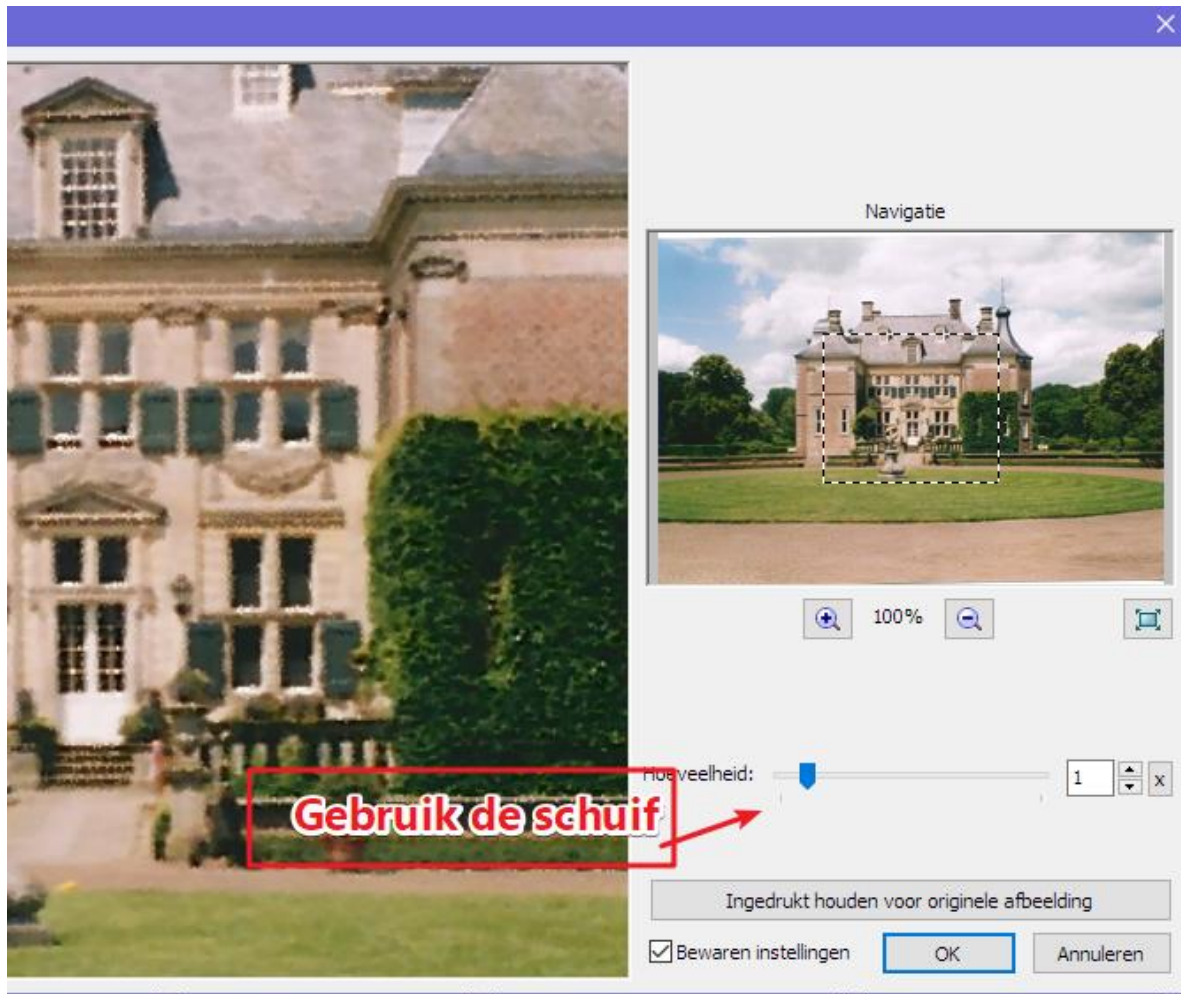 Navigatie
100%
Hoeveelheid:
1
x
Gebruik de schuif
Ingedrukt houden voor originele afbeelding
Bewaren instellingen
OK
Annuleren